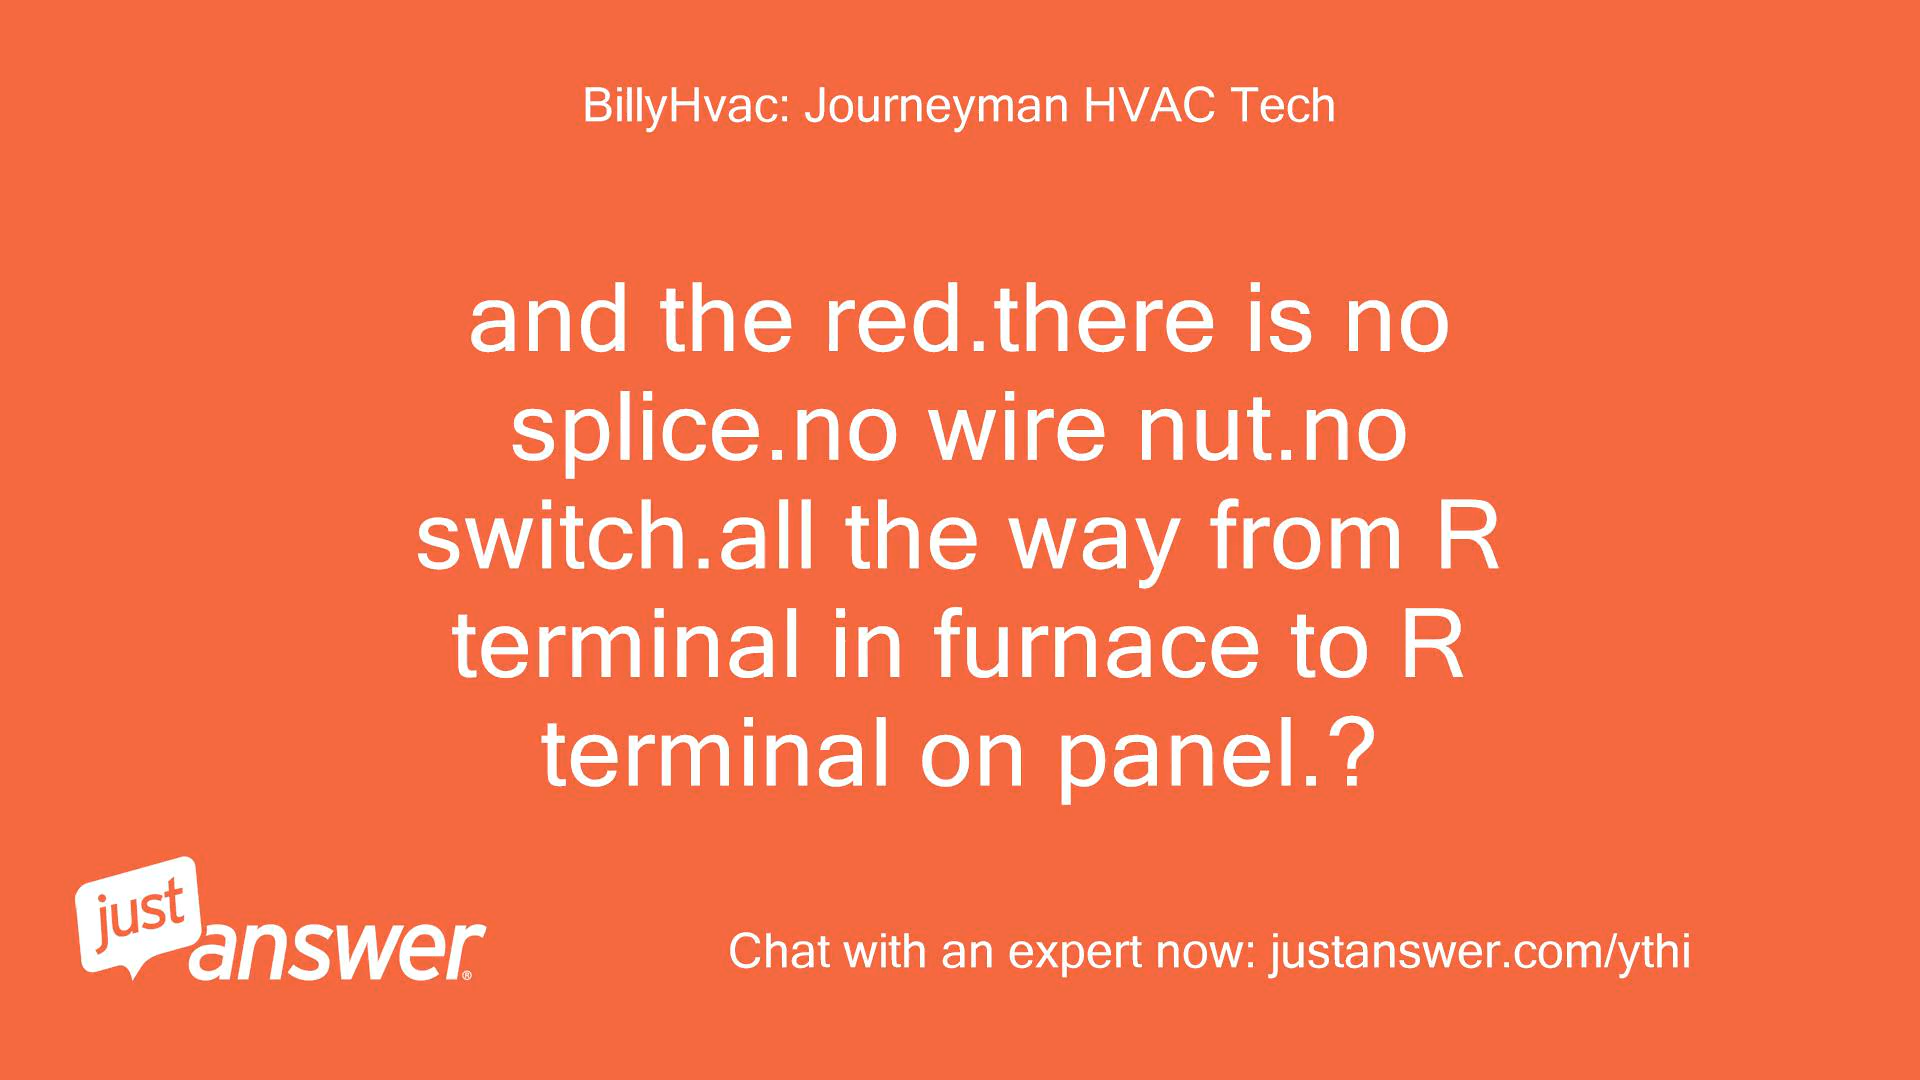 BillyHvac: Journeyman HVAC Tech
and the red.there is no
splice.no wire nut.no
switch.all the way from R
terminal in furnace to R
terminal on panel.?
just
answer®
Chat with an expert now: justanswer.com/ythi